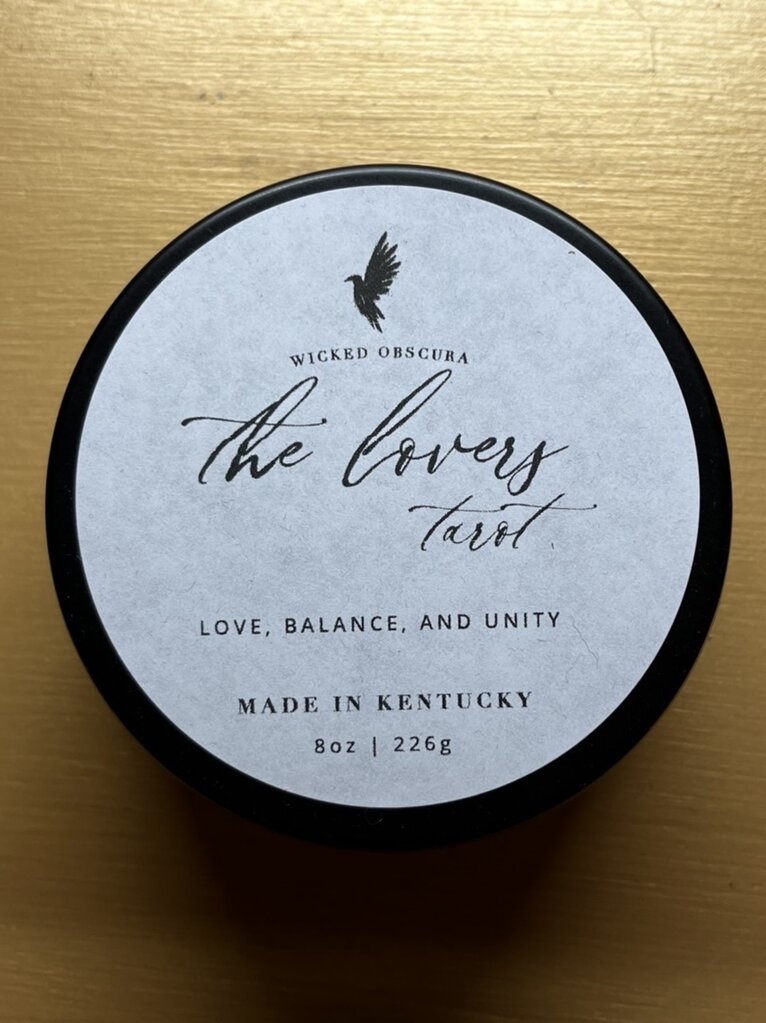 WICKED OBSCURA
the lovers
tarot
LOVE, BALANCE, AND UNITY
MADE IN KENTUCKY
8oz | 226g